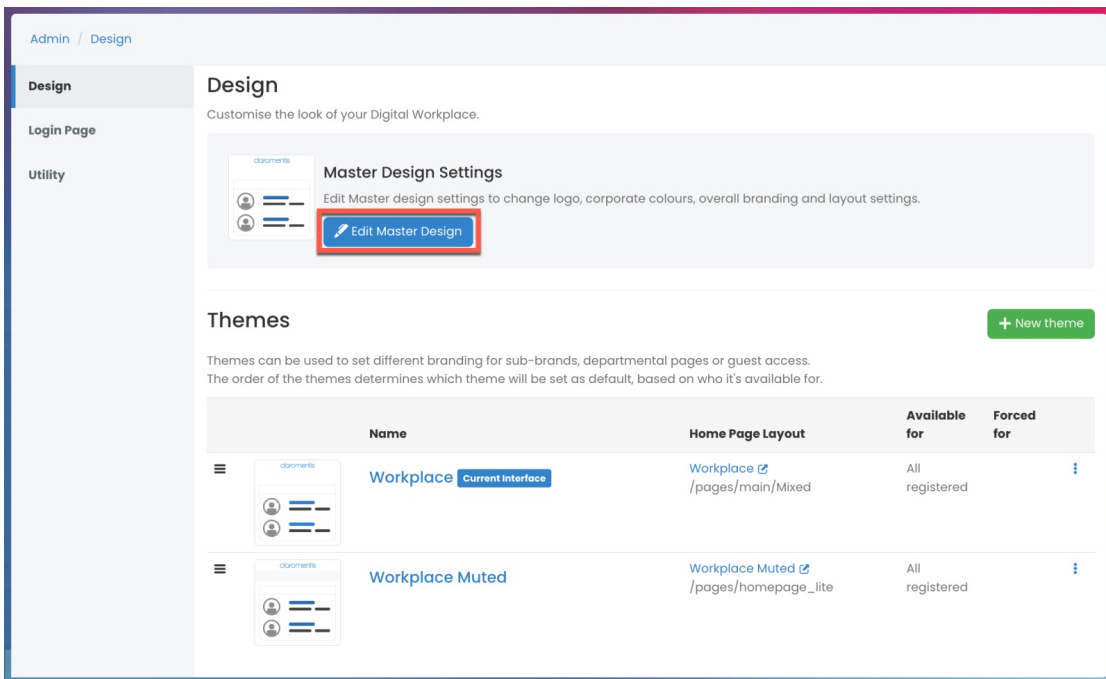 Admin / Design
Design
Login Page
Utility
Design
Customise the look of your Digital Workplace.
claromentis
Master Design Settings
Edit Master design settings to change logo, corporate colours, overall branding and layout settings.
Edit Master Design
Themes
+ New theme
Themes can be used to set different branding for sub-brands, departmental pages or guest access.
The order of the themes determines which theme will be set as default, based on who it's available for.
Name
Home Page Layout
Available
for
Forced
for
claromentis
Workplace Current Interface
Workplace
/pages/main/Mixed
All
registered
claromentis
Workplace Muted
Workplace Muted
/pages/homepage_lite
All
registered